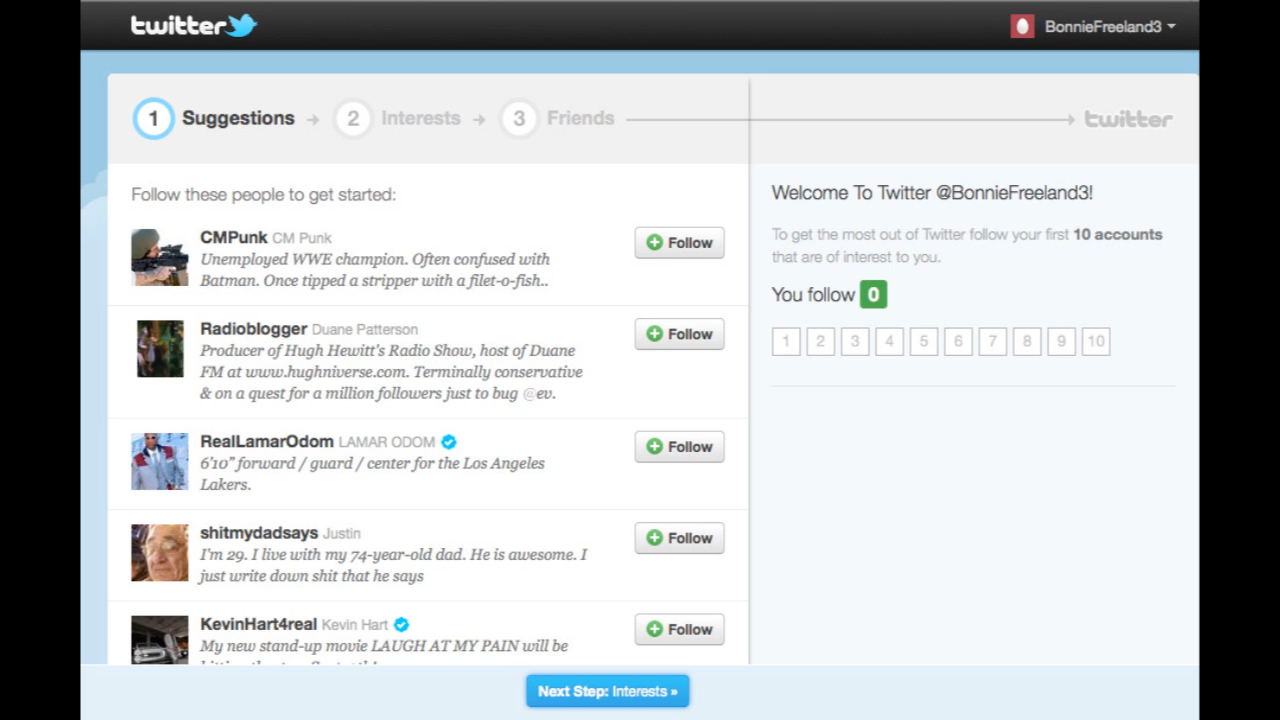 twitter
BonnieFreeland3
1 Suggestions 2 Interests 3 Friends twitter
Follow these people to get started:
CMPunk CM Punk
Follow
Unemployed WWE champion. Often confused with
Batman. Once tipped a stripper with a filet-o-fish..
Radioblogger Duane Patterson
Follow
Producer of Hugh Hewitt's Radio Show, host of Duane
FM at www.hughniverse.com. Terminally conservative
& on a quest for a million followers just to bug @ev.
RealLamarOdom LAMAR ODOM
Follow
6'10" forward / guard / center for the Los Angeles
Lakers.
shitmydadsays Justin
Follow
I'm 29. I live with my 74-year-old dad. He is awesome. I
just write down shit that he says
KevinHart4real Kevin Hart
Follow
My new stand-up movie LAUGH AT MY PAIN will be
Welcome To Twitter @BonnieFreeland3!
To get the most out of Twitter follow your first 10 accounts
that are of interest to you.
You follow 0
1 2 3 4 5 6 7 8 9 10
Next Step: Interests »